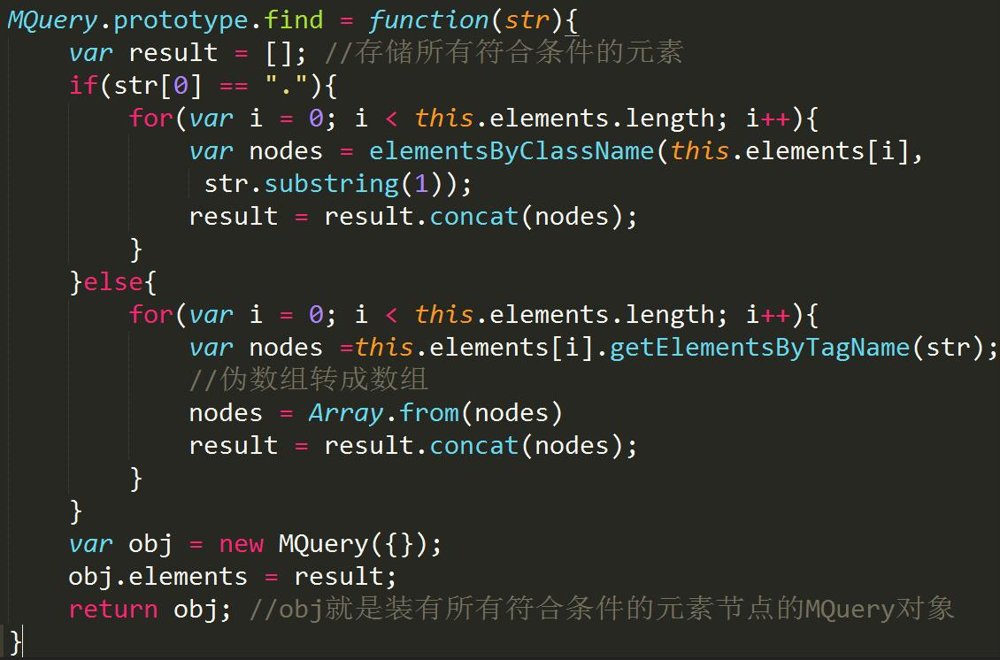 MQuery.prototype.find = function(str){
    var result = []; //存储所有符合条件的元素
    if(str[0] == "."){
        for(var i = 0; i < this.elements.length; i++){
            var nodes = elementsByClassName(this.elements[i],
             str.substring(1));
            result = result.concat(nodes);
        }
    }else{
        for(var i = 0; i < this.elements.length; i++){
            var nodes =this.elements[i].getElementsByTagName(str);
            //伪数组转成数组
            nodes = Array.from(nodes)
            result = result.concat(nodes);
        }
    }
    var obj = new MQuery({});
    obj.elements = result;
    return obj; //obj就是装有所有符合条件的元素节点的MQuery对象
}